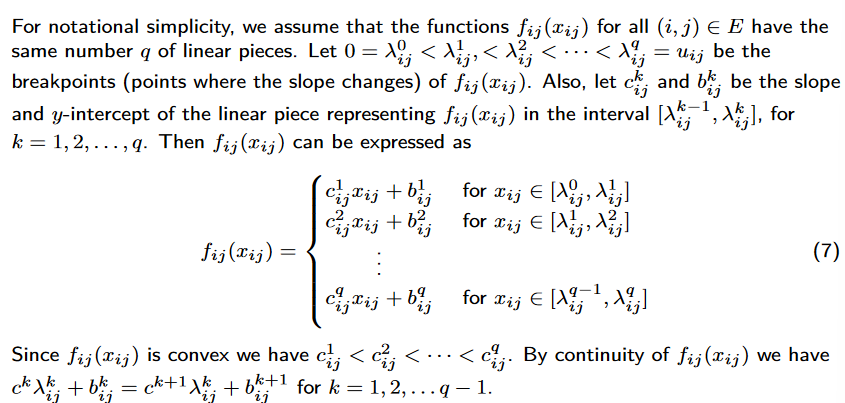 For notational simplicity, we assume that the functions $f_{ij}(x_{ij})$ for all $(i, j) \in E$ have the
same number $q$ of linear pieces. Let $0 = \lambda_{ij}^0 < \lambda_{ij}^1, < \lambda_{ij}^2 < \cdots < \lambda_{ij}^q = u_{ij}$ be the
breakpoints (points where the slope changes) of $f_{ij}(x_{ij})$. Also, let $c_{ij}^k$ and $b_{ij}^k$ be the slope
and $y$-intercept of the linear piece representing $f_{ij}(x_{ij})$ in the interval $[\lambda_{ij}^{k-1}, \lambda_{ij}^k]$, for
$k = 1, 2, \ldots, q$. Then $f_{ij}(x_{ij})$ can be expressed as
$$f_{ij}(x_{ij}) = \begin{cases} c_{ij}^1 x_{ij} + b_{ij}^1 & \text{for } x_{ij} \in [\lambda_{ij}^0, \lambda_{ij}^1] \\ c_{ij}^2 x_{ij} + b_{ij}^2 & \text{for } x_{ij} \in [\lambda_{ij}^1, \lambda_{ij}^2] \\ \quad \vdots \\ c_{ij}^q x_{ij} + b_{ij}^q & \text{for } x_{ij} \in [\lambda_{ij}^{q-1}, \lambda_{ij}^q] \end{cases} \quad (7)$$
Since $f_{ij}(x_{ij})$ is convex we have $c_{ij}^1 < c_{ij}^2 < \cdots < c_{ij}^q$. By continuity of $f_{ij}(x_{ij})$ we have
$c^k \lambda_{ij}^k + b_{ij}^k = c^{k+1} \lambda_{ij}^k + b_{ij}^{k+1}$ for $k = 1, 2, \ldots q - 1$.